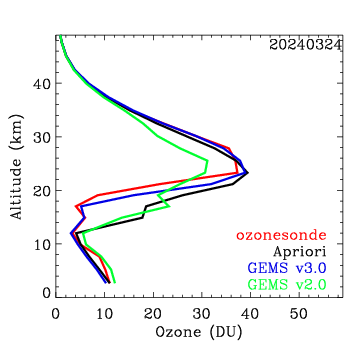 20240324
40
30
20
10
0
Altitude (km)
ozonesonde
Apriori
GEMS v3.0
GEMS v2.0
0 10 20 30 40 50
Ozone (DU)